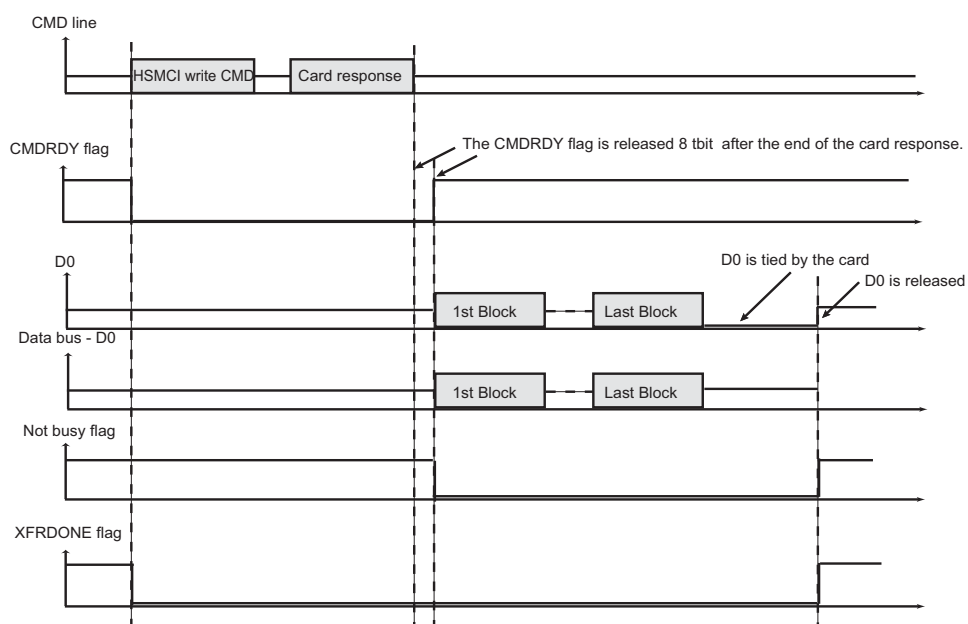 CMD line
HSMCI write CMD
Card response
CMDRDY flag
The CMDRDY flag is released 8 tbit after the end of the card response.
D0
D0 is tied by the card
D0 is released
1st Block
Last Block
Data bus - D0
1st Block
Last Block
Not busy flag
XFRDONE flag